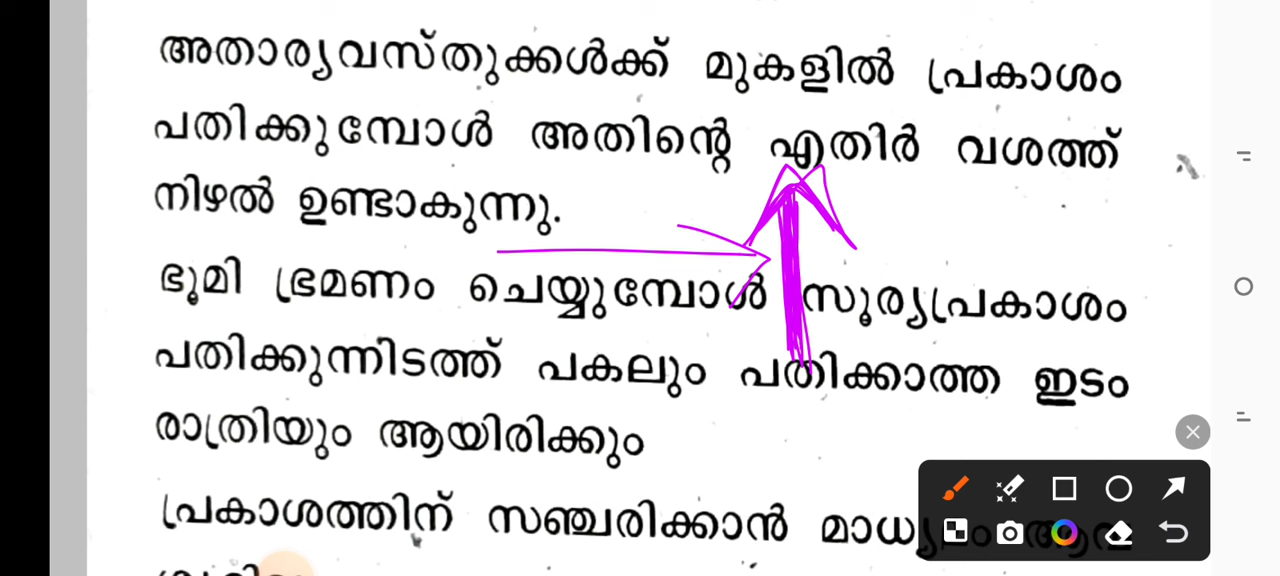 അതാര്യവസ്തുക്കൾക്ക് മുകളിൽ പ്രകാശം
പതിക്കുമ്പോൾ അതിന്റെ എതിർ വശത്ത്
നിഴൽ ഉണ്ടാകുന്നു.
ഭൂമി ഭ്രമണം ചെയ്യുമ്പോൾ സൂര്യപ്രകാശം
പതിക്കുന്നിടത്ത് പകലും പതിക്കാത്ത ഇടം
രാത്രിയും ആയിരിക്കും
പ്രകാശത്തിന് സഞ്ചരിക്കാൻ